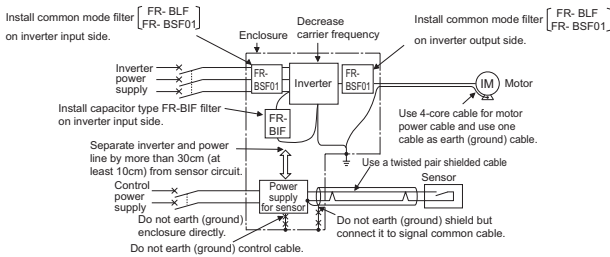 Install common mode filter [FR- BLF
FR- BSF01]
on inverter input side.
Enclosure
Decrease
carrier frequency
Install common mode filter [FR- BLF
FR- BSF01]
on inverter output side.
Inverter
power
supply
FR-
BSF01
Inverter
FR-
BSF01
IM
Motor
Install capacitor type FR-BIF filter
on inverter input side.
FR-
BIF
Use 4-core cable for motor
power cable and use one
cable as earth (ground) cable.
Separate inverter and power
line by more than 30cm (at
least 10cm) from sensor circuit.
Use a twisted pair shielded cable
Sensor
Control
power
supply
Power
supply
for sensor
Do not earth (ground)
enclosure directly.
Do not earth (ground) shield but
connect it to signal common cable.
Do not earth (ground) control cable.